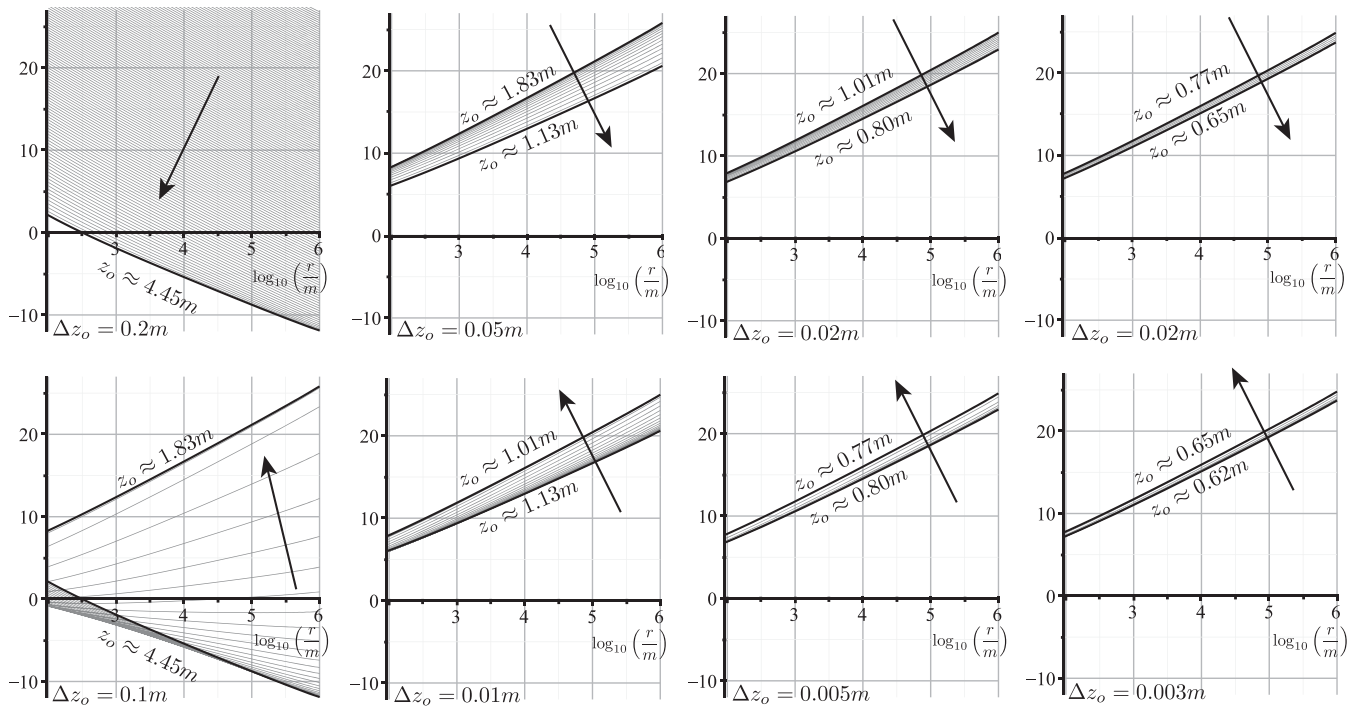 20
10
0
−10
3
4
5
6
log₁₀ (r/m)
z_o ≈ 4.45m
Δz_o = 0.2m
20
10
0
−10
3
4
5
6
log₁₀ (r/m)
z_o ≈ 1.83m
z_o ≈ 1.13m
Δz_o = 0.05m
20
10
0
−10
3
4
5
6
log₁₀ (r/m)
z_o ≈ 1.01m
z_o ≈ 0.80m
Δz_o = 0.02m
20
10
0
−10
3
4
5
6
log₁₀ (r/m)
z_o ≈ 0.77m
z_o ≈ 0.65m
Δz_o = 0.02m
20
10
0
−10
3
4
5
6
log₁₀ (r/m)
z_o ≈ 1.83m
z_o ≈ 4.45m
Δz_o = 0.1m
20
10
0
−10
3
4
5
6
log₁₀ (r/m)
z_o ≈ 1.01m
z_o ≈ 1.13m
Δz_o = 0.01m
20
10
0
−10
3
4
5
6
log₁₀ (r/m)
z_o ≈ 0.77m
z_o ≈ 0.80m
Δz_o = 0.005m
20
10
0
−10
3
4
5
6
log₁₀ (r/m)
z_o ≈ 0.65m
z_o ≈ 0.62m
Δz_o = 0.003m